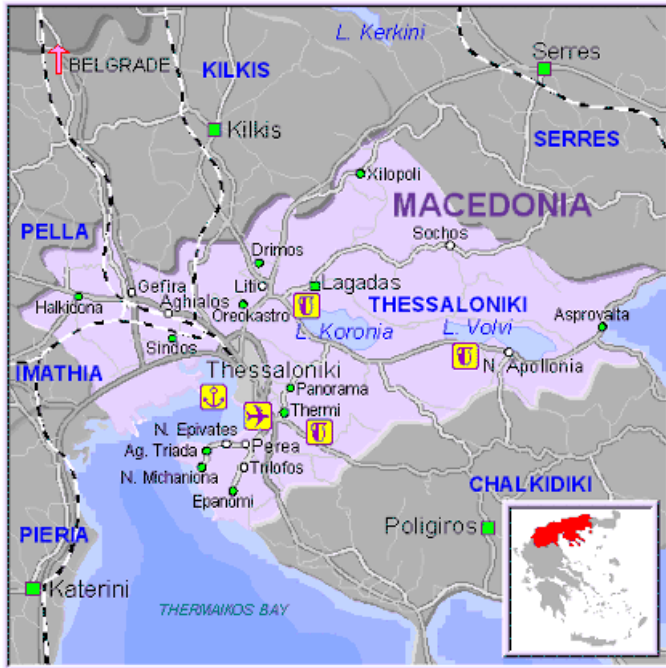 L. Kerkini
Serres
BELGRADE
KILKIS
Kilkis
SERRES
Xilopoli
MACEDONIA
PELLA
Sochos
Drimos
Gefira
Liti
Lagadas
Halkidona
Aghialos
Oreokastro
THESSALONIKI
Asprovalta
L. Koronia
L. Volvi
Sindos
IMATHIA
Thessaloniki
N. Apollonia
Panorama
Thermi
N. Epivates
Ag. Triada
Perea
N. Michaniona
Trilofos
Epanomi
CHALKIDIKI
PIERIA
Poligiros
Katerini
THERMAIKOS BAY